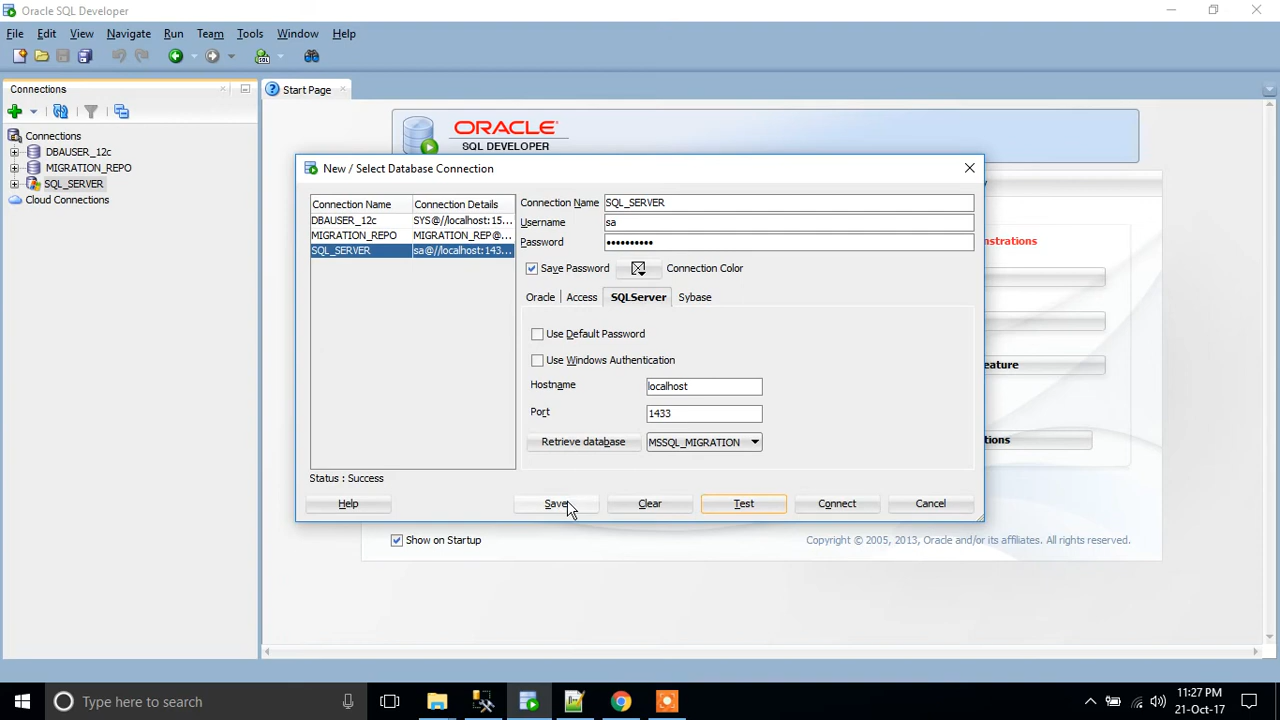 Oracle SQL Developer
File Edit View Navigate Run Team Tools Window Help
Connections
Start Page
Connections
DBAUSER_12c
MIGRATION_REPO
SQL_SERVER
Cloud Connections
ORACLE
SQL DEVELOPER
New / Select Database Connection
Connection Name Connection Details
DBAUSER_12c SYS@//localhost:15...
MIGRATION_REPO MIGRATION_REP@...
SQL_SERVER sa@//localhost:143...
Connection Name SQL_SERVER
Username sa
Password ••••••••••
Save Password Connection Color
Oracle Access SQLServer Sybase
Use Default Password
Use Windows Authentication
Hostname localhost
Port 1433
Retrieve database MSSQL_MIGRATION
Status : Success
Help Save Clear Test Connect Cancel
nstrations
eature
tions
Show on Startup
Copyright © 2005, 2013, Oracle and/or its affiliates. All rights reserved.
Type here to search
11:27 PM
21-Oct-17